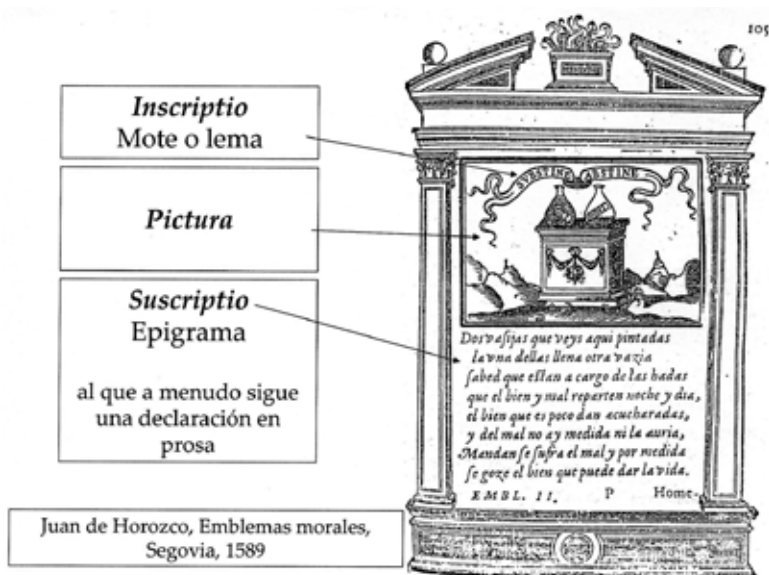 105
Inscriptio
Mote o lema
Pictura
Suscriptio
Epigrama
al que a menudo sigue
una declaración en
prosa
Juan de Horozco, Emblemas morales,
Segovia, 1589
SVBSTINE ABSTINE
Dos vasijas que veys aqui pintadas
la vna dellas llena otra vazia
sabed que estan a cargo de las hadas
que el bien y mal reparten noche y dia,
el bien que es poco dan acucharadas,
y del mal no ay medida ni la auria,
Mandan se sufra el mal y por medida
se goze el bien que puede dar la vida.
EMBL. II. P Home-